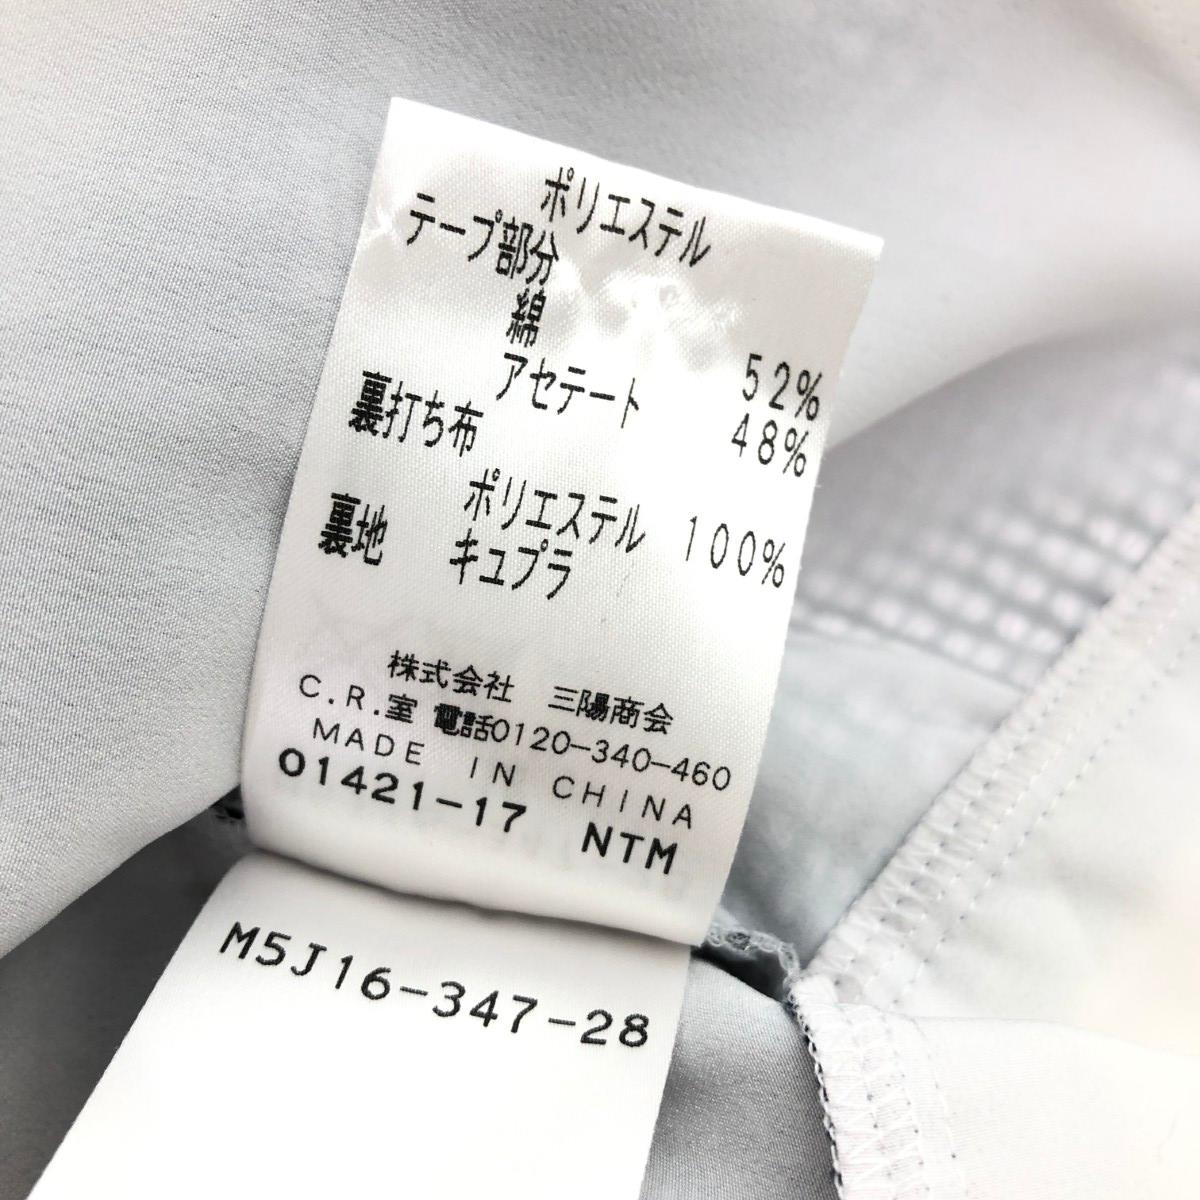 ポリエステル
テープ部分
綿 52%
アセテート 48%
裏打ち布
ポリエステル 100%
裏地 キュプラ
株式会社 三陽商会
C.R.室 電話0120-340-460
MADE IN CHINA
01421-17 NTM
M5J16-347-28